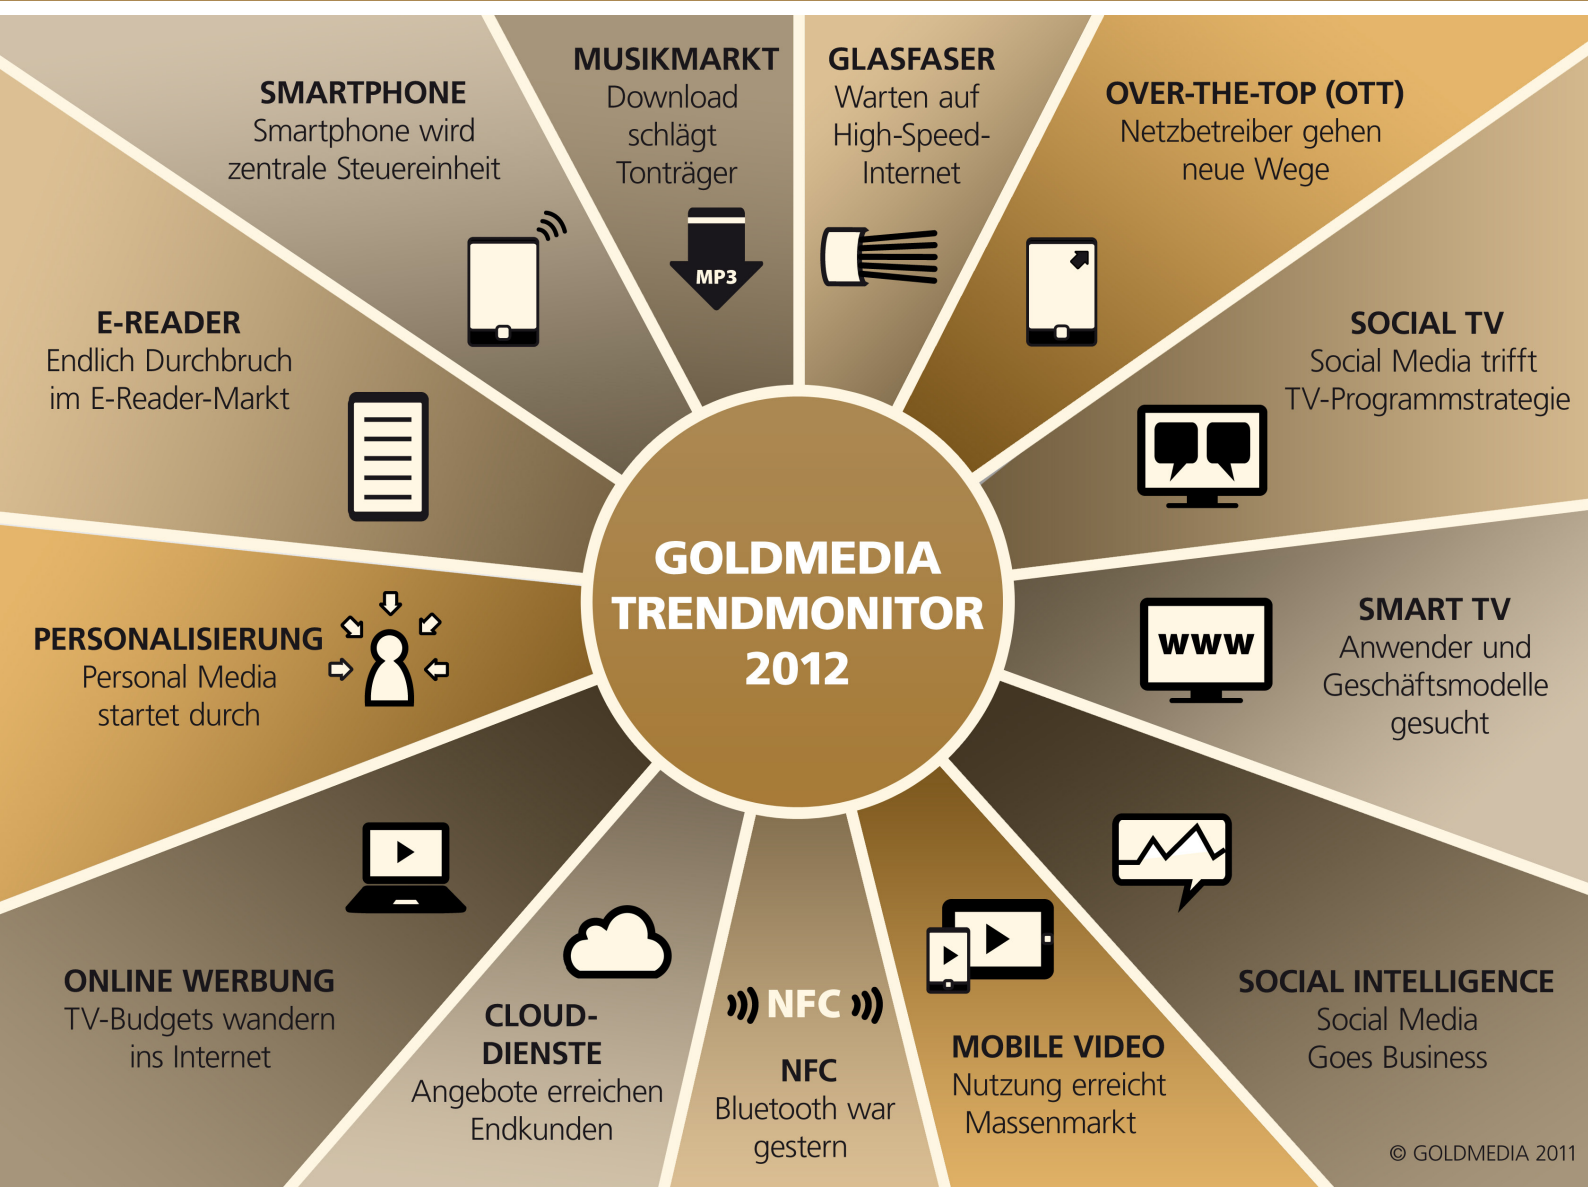 MUSIKMARKT
Download
schlägt
Tonträger
MP3
GLASFASER
Warten auf
High-Speed-
Internet
OVER-THE-TOP (OTT)
Netzbetreiber gehen
neue Wege
SOCIAL TV
Social Media trifft
TV-Programmstrategie
SMART TV
Anwender und
Geschäftsmodelle
gesucht
www
SOCIAL INTELLIGENCE
Social Media
Goes Business
MOBILE VIDEO
Nutzung erreicht
Massenmarkt
NFC
NFC
Bluetooth war
gestern
CLOUD-
DIENSTE
Angebote erreichen
Endkunden
ONLINE WERBUNG
TV-Budgets wandern
ins Internet
PERSONALISIERUNG
Personal Media
startet durch
E-READER
Endlich Durchbruch
im E-Reader-Markt
SMARTPHONE
Smartphone wird
zentrale Steuereinheit
GOLDMEDIA
TRENDMONITOR
2012
© GOLDMEDIA 2011